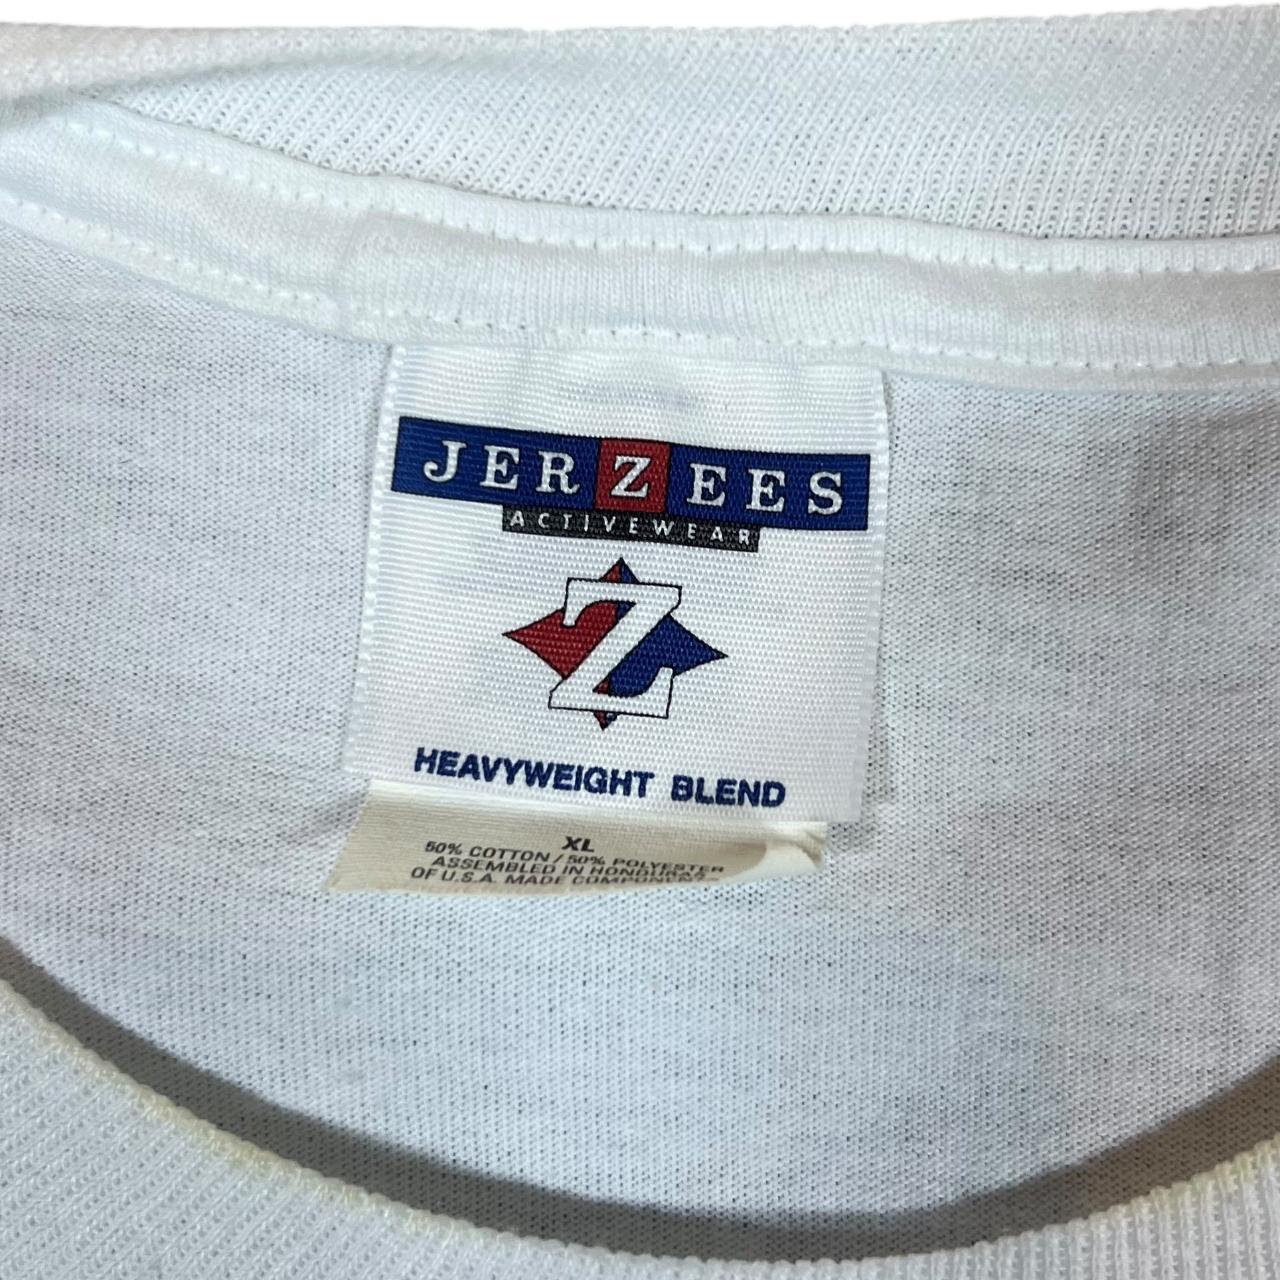 JERZEES
ACTIVEWEAR
Z
HEAVYWEIGHT BLEND
XL
50% COTTON / 50% POLYESTER
ASSEMBLED IN HONDURAS
OF U.S.A. MADE COMPONENTS